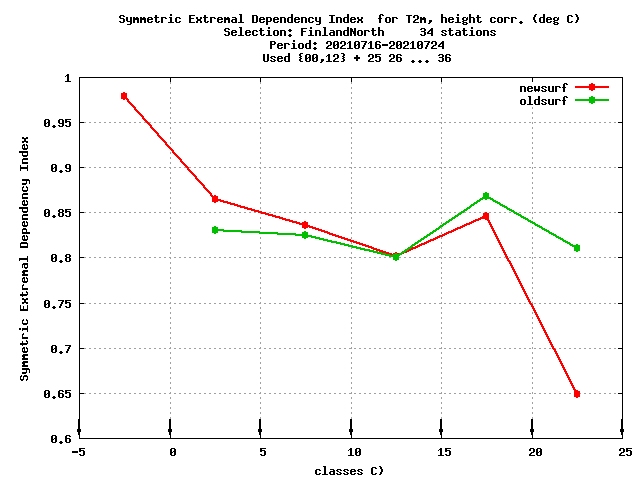 Symmetric Extremal Dependency Index  for T2m, height corr. (deg C)
Selection: FinlandNorth     34 stations
Period: 20210716-20210724
Used {00,12} + 25 26 ... 36
newsurf
oldsurf
Symmetric Extremal Dependency Index
1
0.95
0.9
0.85
0.8
0.75
0.7
0.65
0.6
-5 0 5 10 15 20 25
classes C)